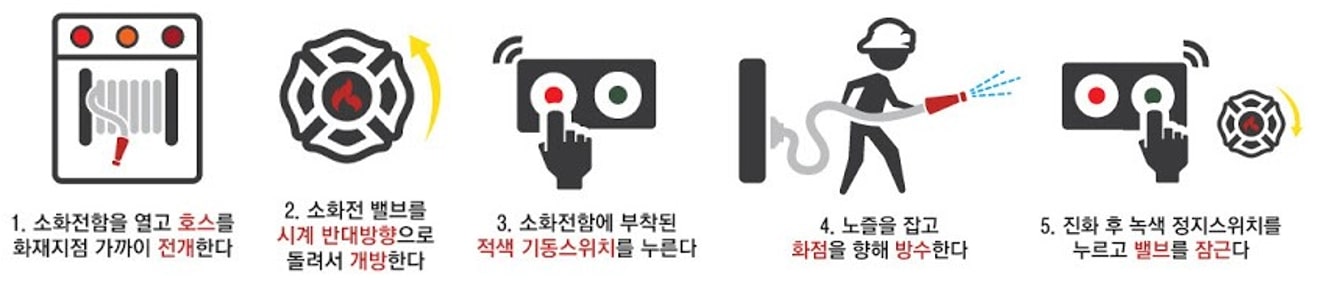 1. 소화전함을 열고 호스를
화재지점 가까이 전개한다
2. 소화전 밸브를
시계 반대방향으로
돌려서 개방한다
3. 소화전함에 부착된
적색 기동스위치를 누른다
4. 노즐을 잡고
화점을 향해 방수한다
5. 진화 후 녹색 정지스위치를
누르고 밸브를 잠근다